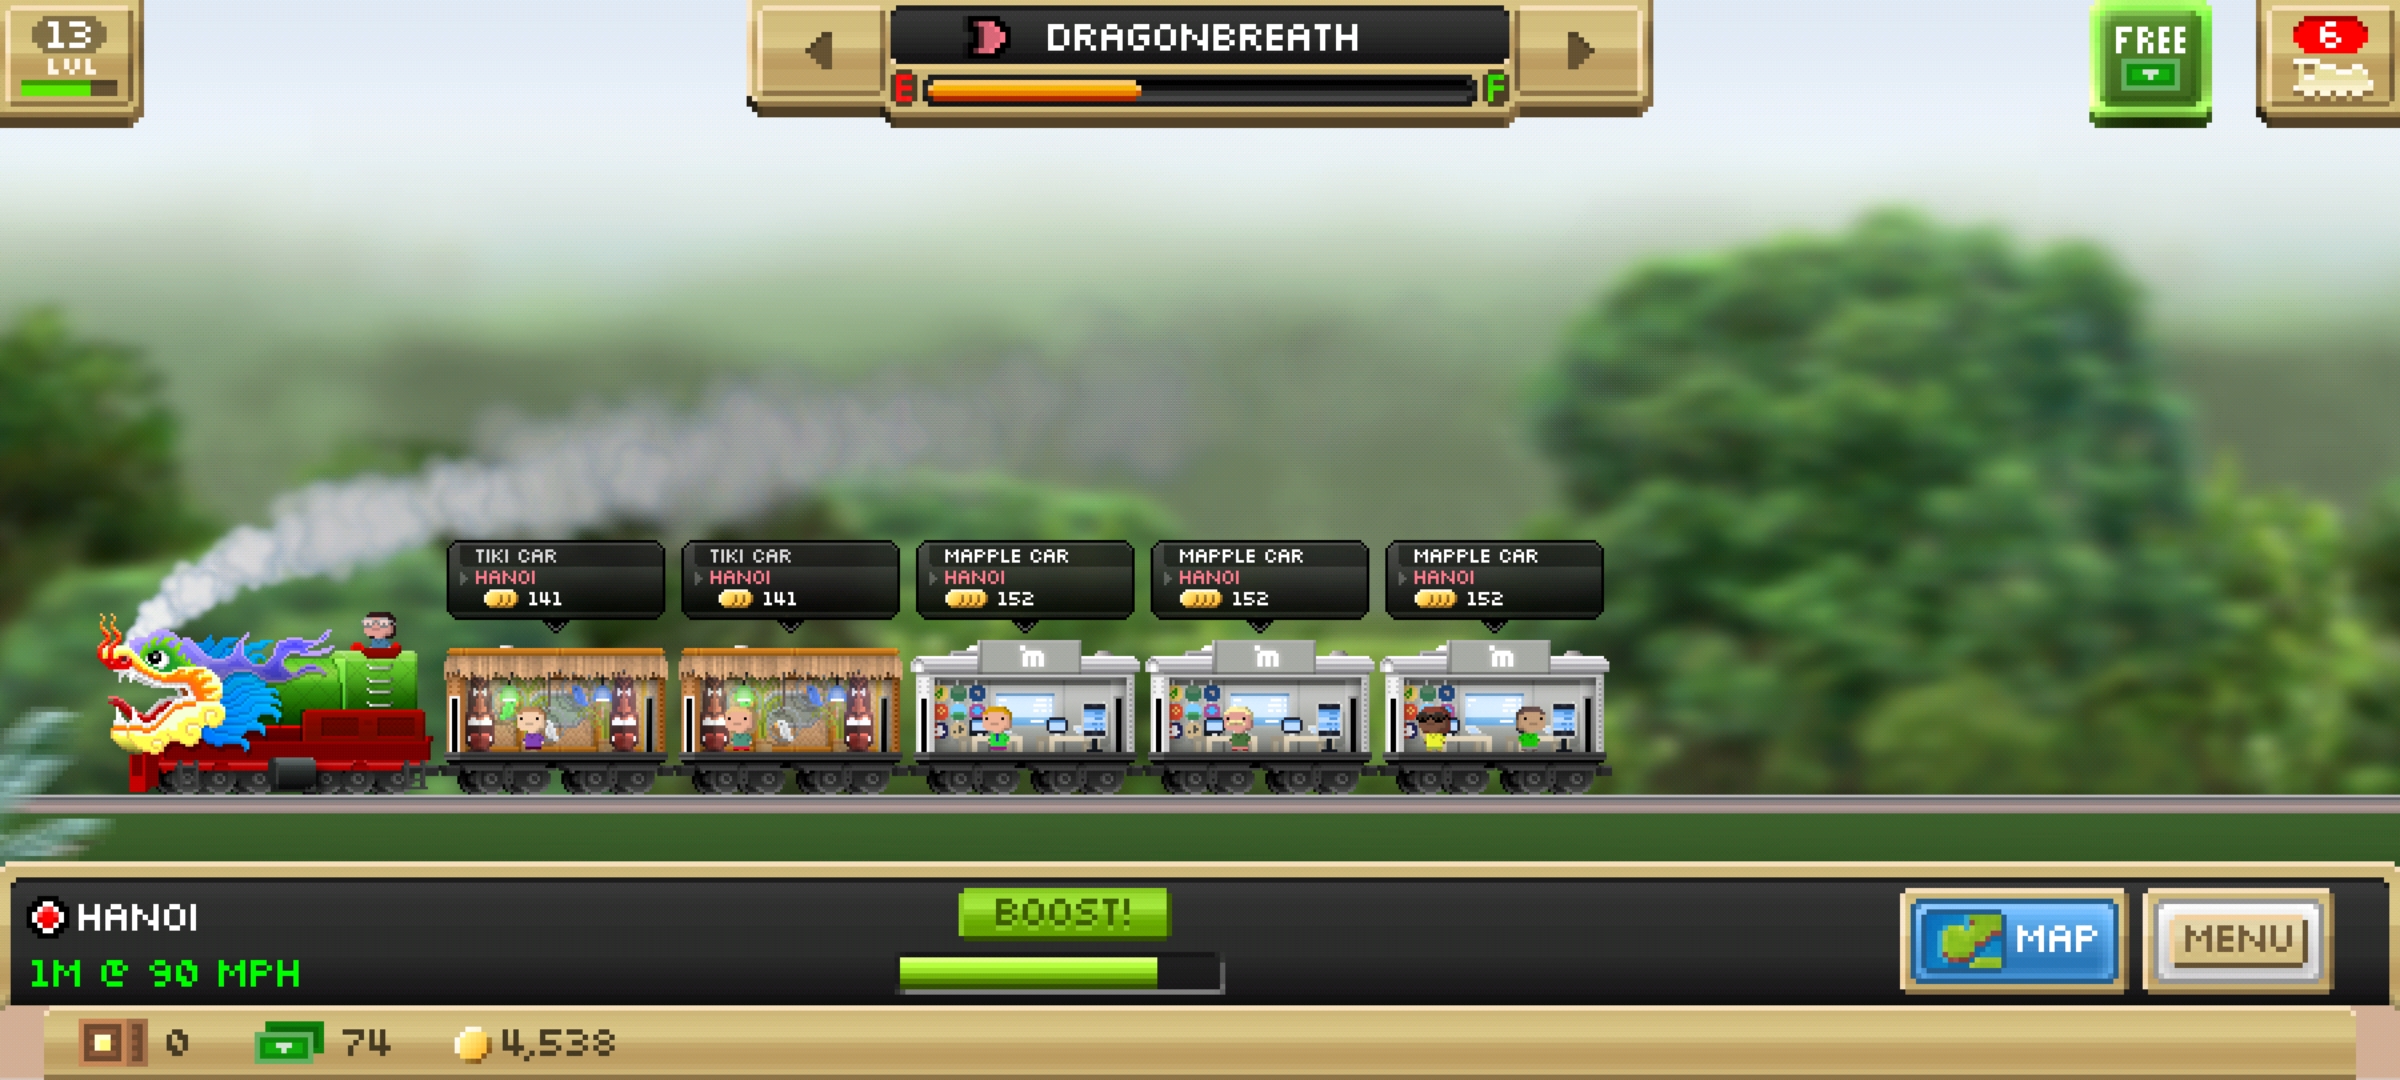 13
LVL
DRAGONBREATH
E
F
FREE
6
TIKI CAR
HANOI
141
TIKI CAR
HANOI
141
MAPPLE CAR
HANOI
152
MAPPLE CAR
HANOI
152
MAPPLE CAR
HANOI
152
m
m
m
HANOI
1M @ 90 MPH
BOOST!
MAP
MENU
0
74
4,538